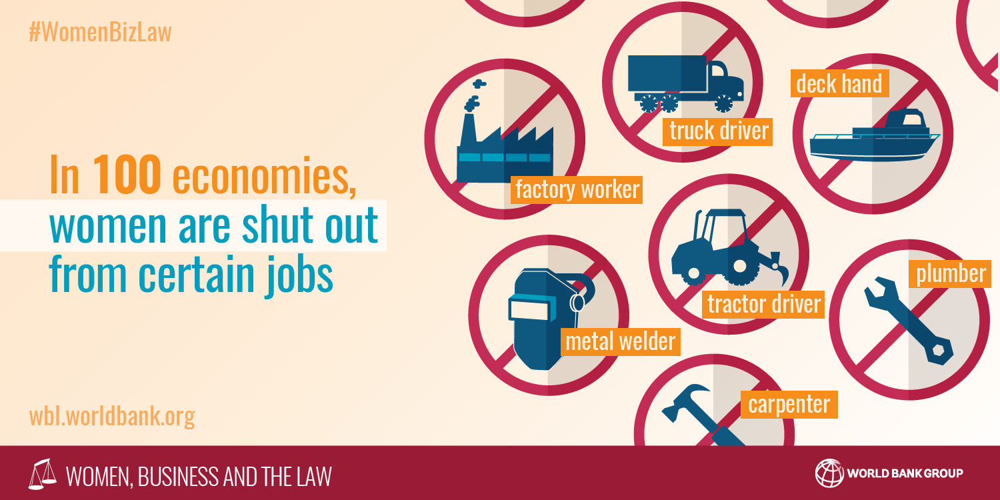 #WomenBizLaw
In 100 economies,
women are shut out
from certain jobs
wbl.worldbank.org
deck hand
truck driver
factory worker
plumber
tractor driver
metal welder
carpenter
WOMEN, BUSINESS AND THE LAW
WORLD BANK GROUP